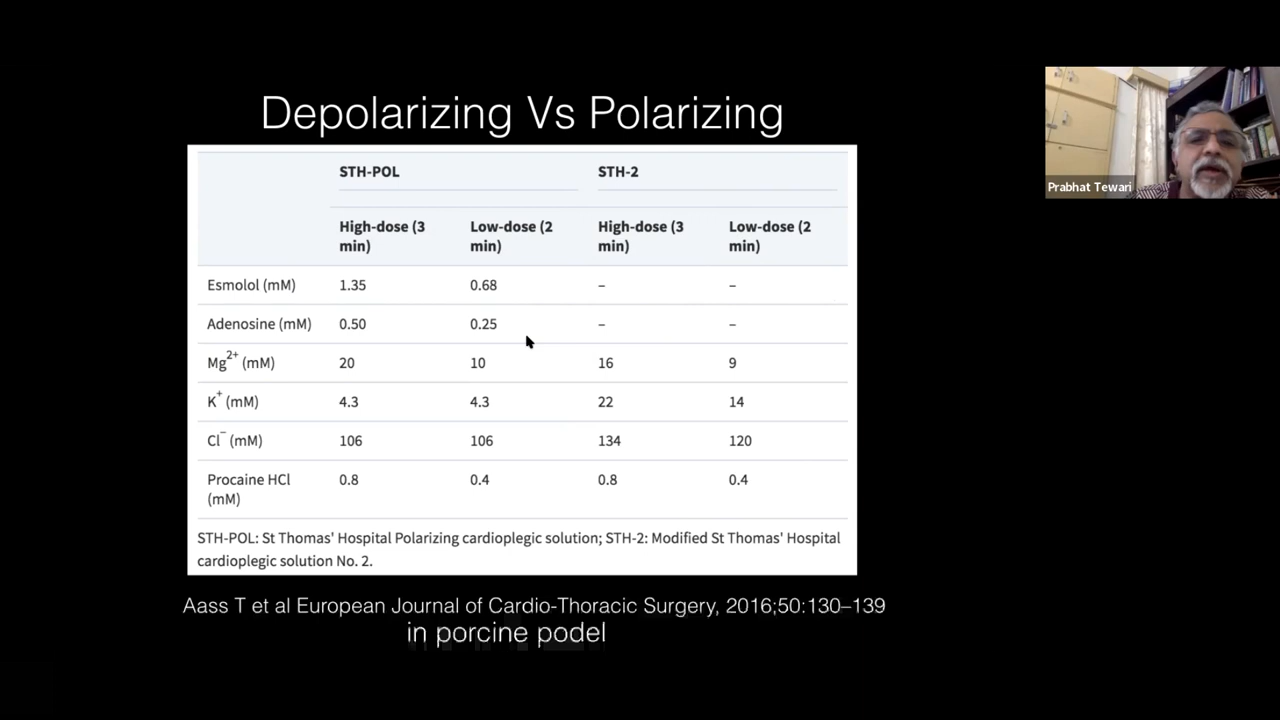 Depolarizing Vs Polarizing
STH-POL STH-2
High-dose (3 min) Low-dose (2 min) High-dose (3 min) Low-dose (2 min)
Esmolol (mM) 1.35 0.68 – –
Adenosine (mM) 0.50 0.25 – –
Mg2+ (mM) 20 10 16 9
K+ (mM) 4.3 4.3 22 14
Cl– (mM) 106 106 134 120
Procaine HCl (mM) 0.8 0.4 0.8 0.4
STH-POL: St Thomas' Hospital Polarizing cardioplegic solution; STH-2: Modified St Thomas' Hospital
cardioplegic solution No. 2.
Aass T et al European Journal of Cardio-Thoracic Surgery, 2016;50:130–139
in porcine podel
Prabhat Tewari